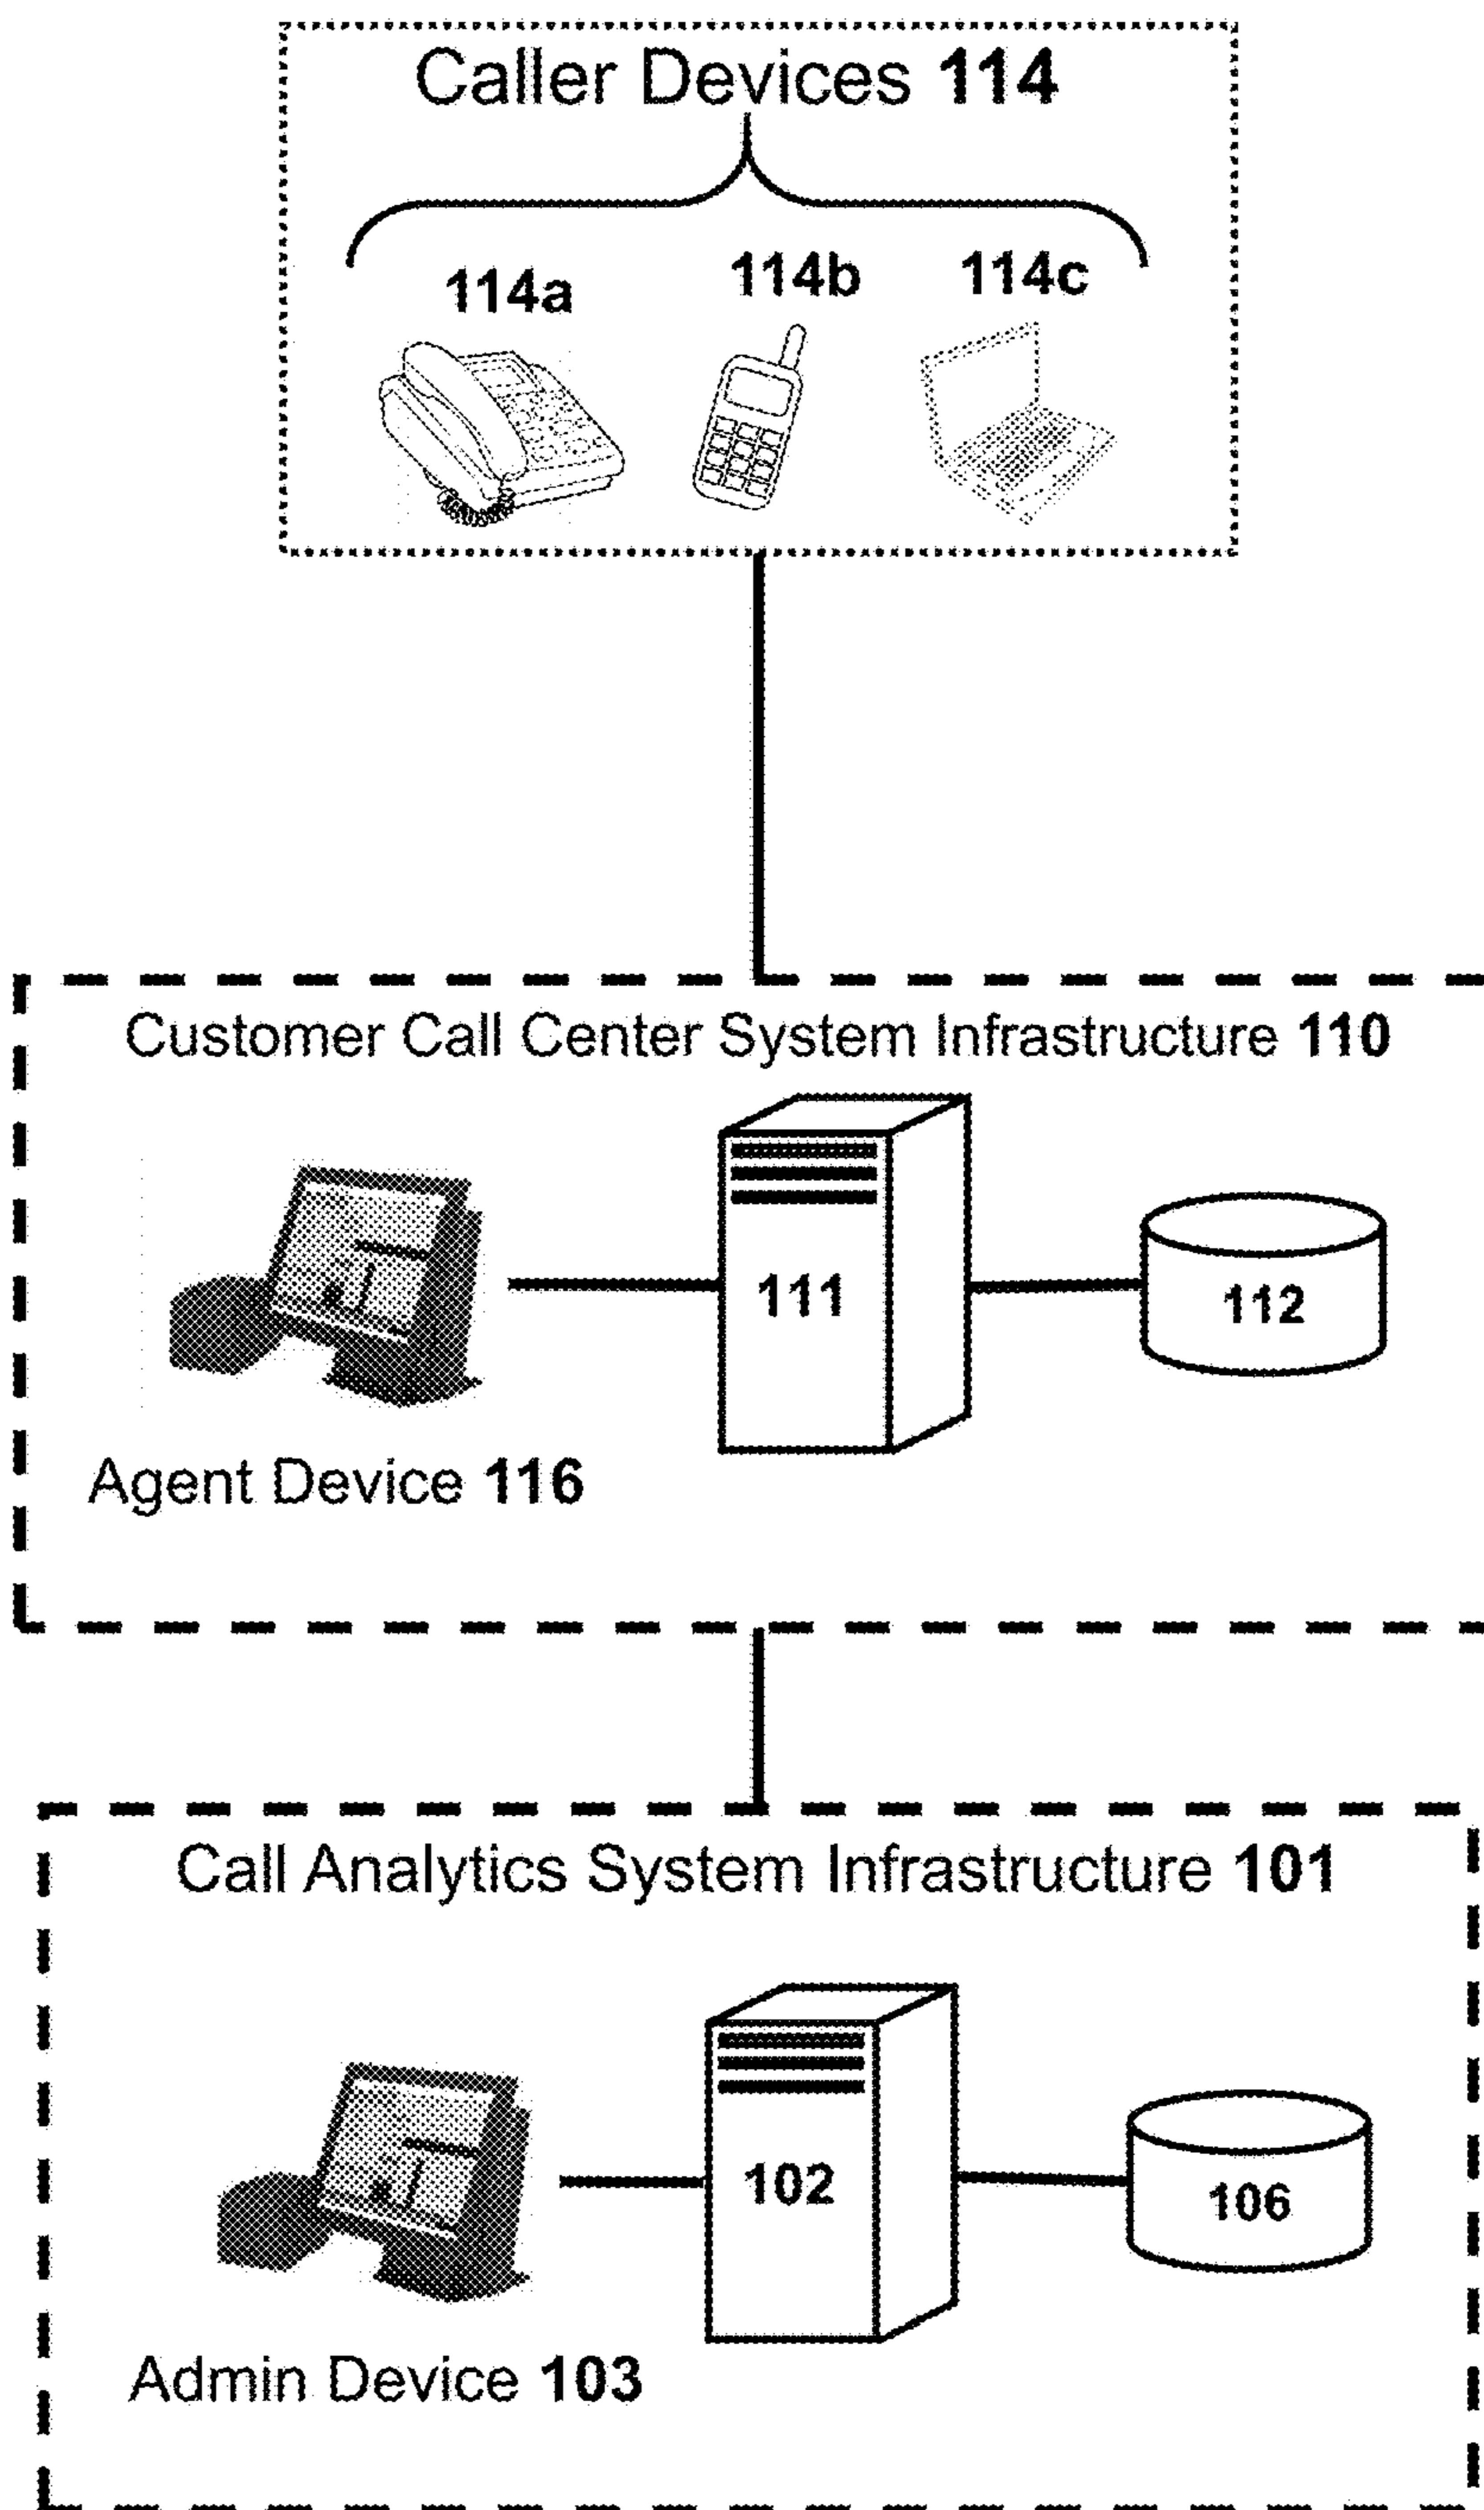 Caller Devices 114
114a 114b 114c
Customer Call Center System Infrastructure 110
111
112
Agent Device 116
Call Analytics System Infrastructure 101
102
106
Admin Device 103